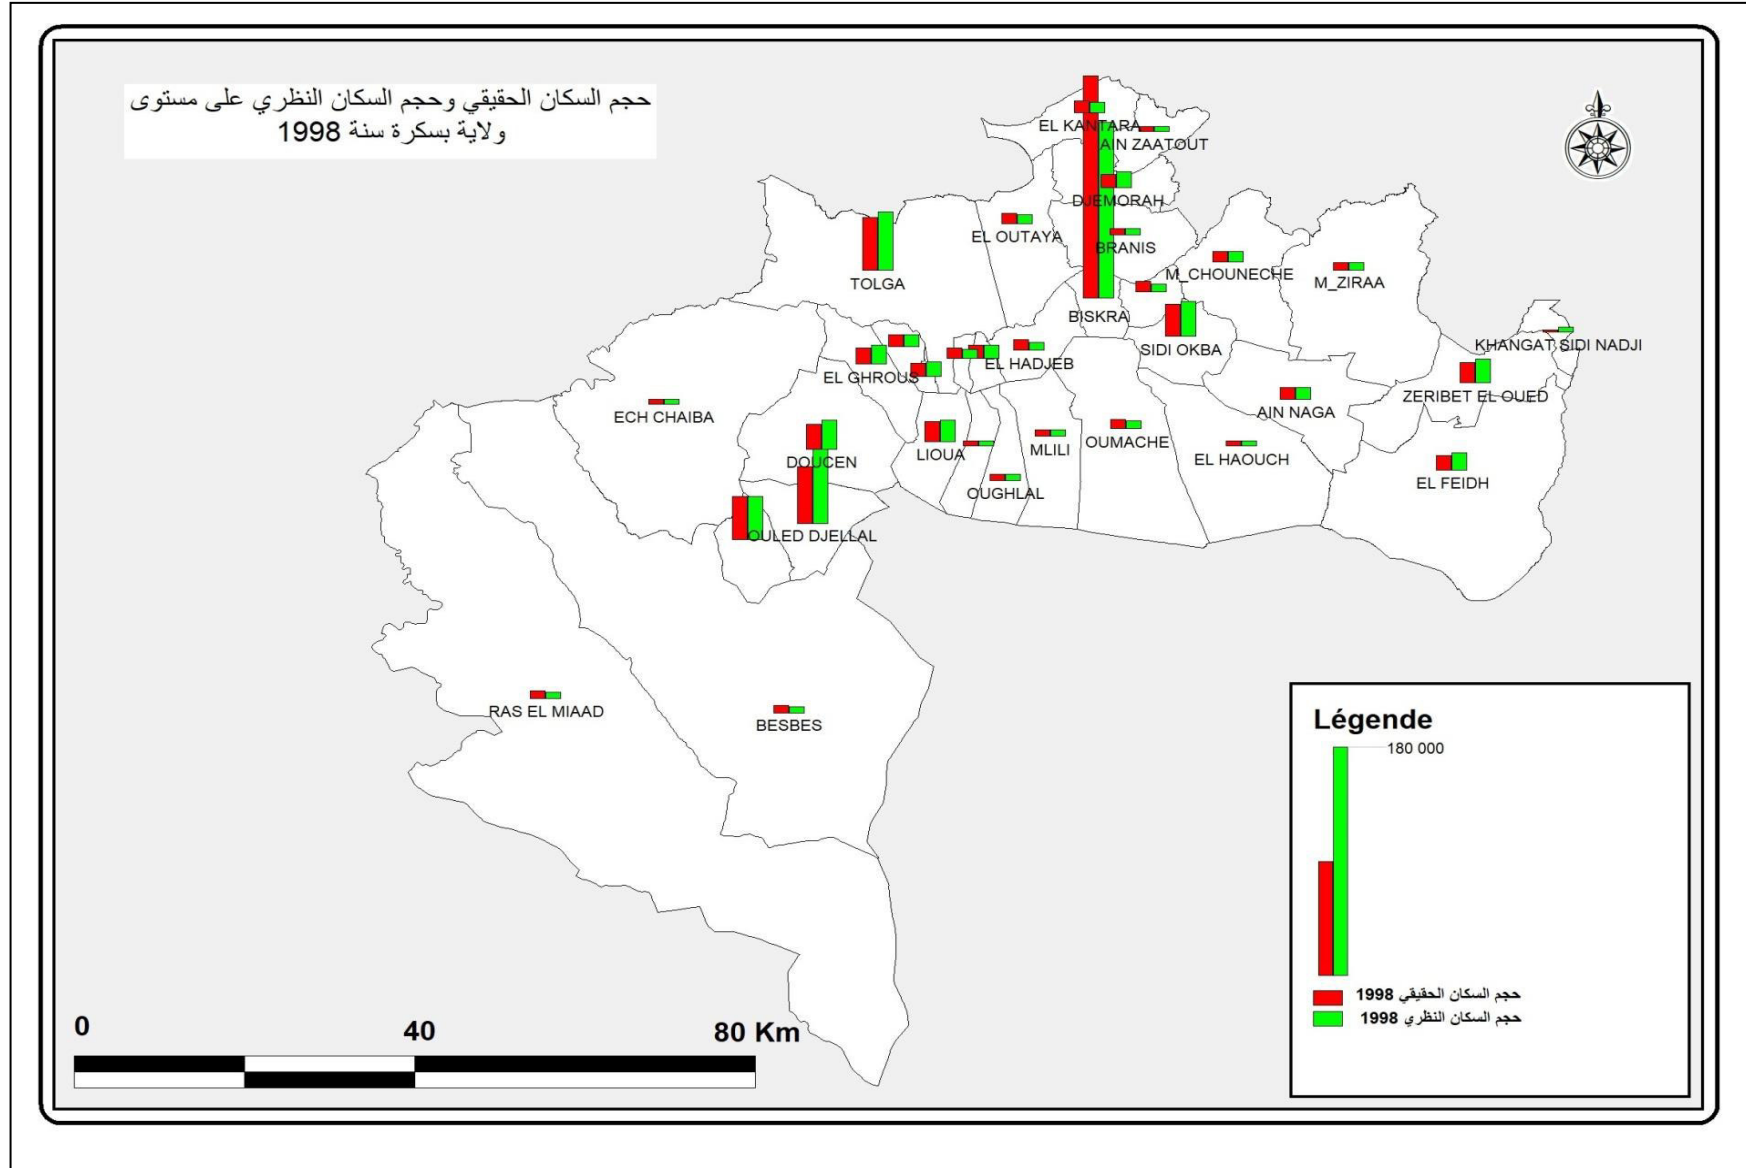 حجم السكان الحقيقي وحجم السكان النظري على مستوى
ولاية بسكرة سنة 1998
EL KANTARA
AIN ZAATOUT
DJEMORAH
EL OUTAYA
BRANIS
M_CHOUNECHE
M_ZIRAA
TOLGA
BISKRA
SIDI OKBA
KHANGAT SIDI NADJI
EL HADJEB
EL GHROUS
ZERIBET EL OUED
ECH CHAIBA
AIN NAGA
DOUCEN
LIOUA
MLILI
OUMACHE
EL HAOUCH
OUGHLAL
EL FEIDH
OULED DJELLAL
RAS EL MIAAD
BESBES
Légende
180 000
حجم السكان الحقيقي 1998
حجم السكان النظري 1998
0 40 80 Km